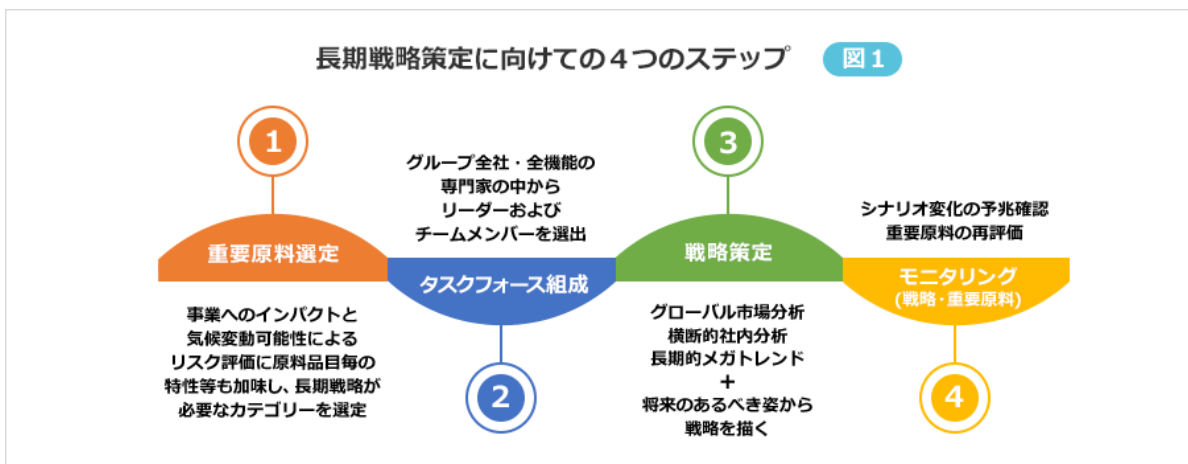 長期戦略策定に向けての4つのステップ
図1
1
重要原料選定
事業へのインパクトと
気候変動可能性による
リスク評価に原料品目毎の
特性等も加味し、長期戦略が
必要なカテゴリーを選定
グループ全社・全機能の
専門家の中から
リーダーおよび
チームメンバーを選出
タスクフォース組成
2
3
戦略策定
グローバル市場分析
横断的社内分析
長期的メガトレンド
+
将来のあるべき姿から
戦略を描く
シナリオ変化の予兆確認
重要原料の再評価
モニタリング
(戦略・重要原料)
4